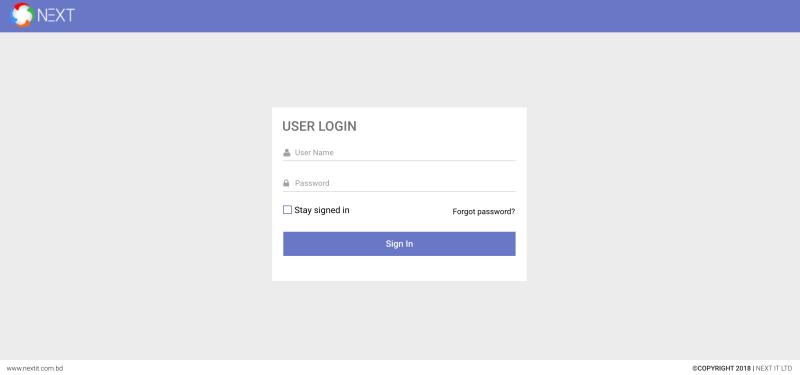 NEXT
USER LOGIN
User Name
Password
Stay signed in
Forgot password?
Sign In
www.nextit.com.bd
©COPYRIGHT 2018 | NEXT IT LTD